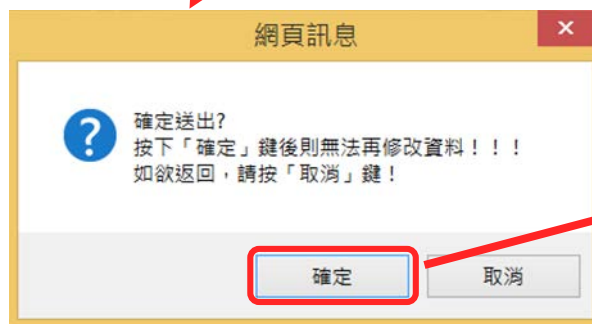 網頁訊息
確定送出?
按下「確定」鍵後則無法再修改資料！！！
如欲返回，請按「取消」鍵！
確定
取消